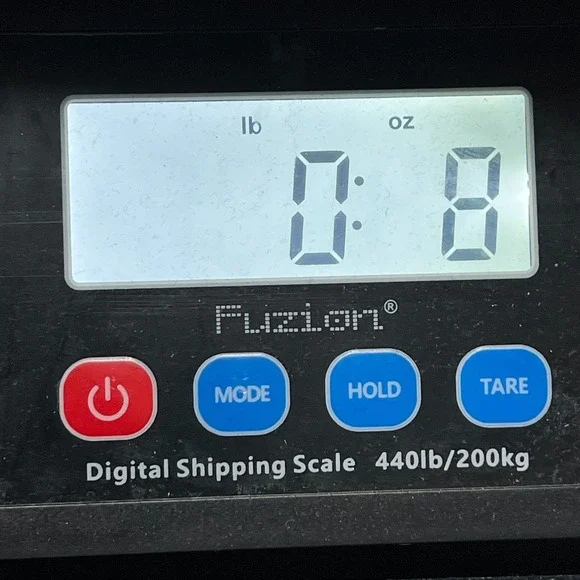 lb oz
0: 8
Fuzion®
MODE HOLD TARE
Digital Shipping Scale 440lb/200kg